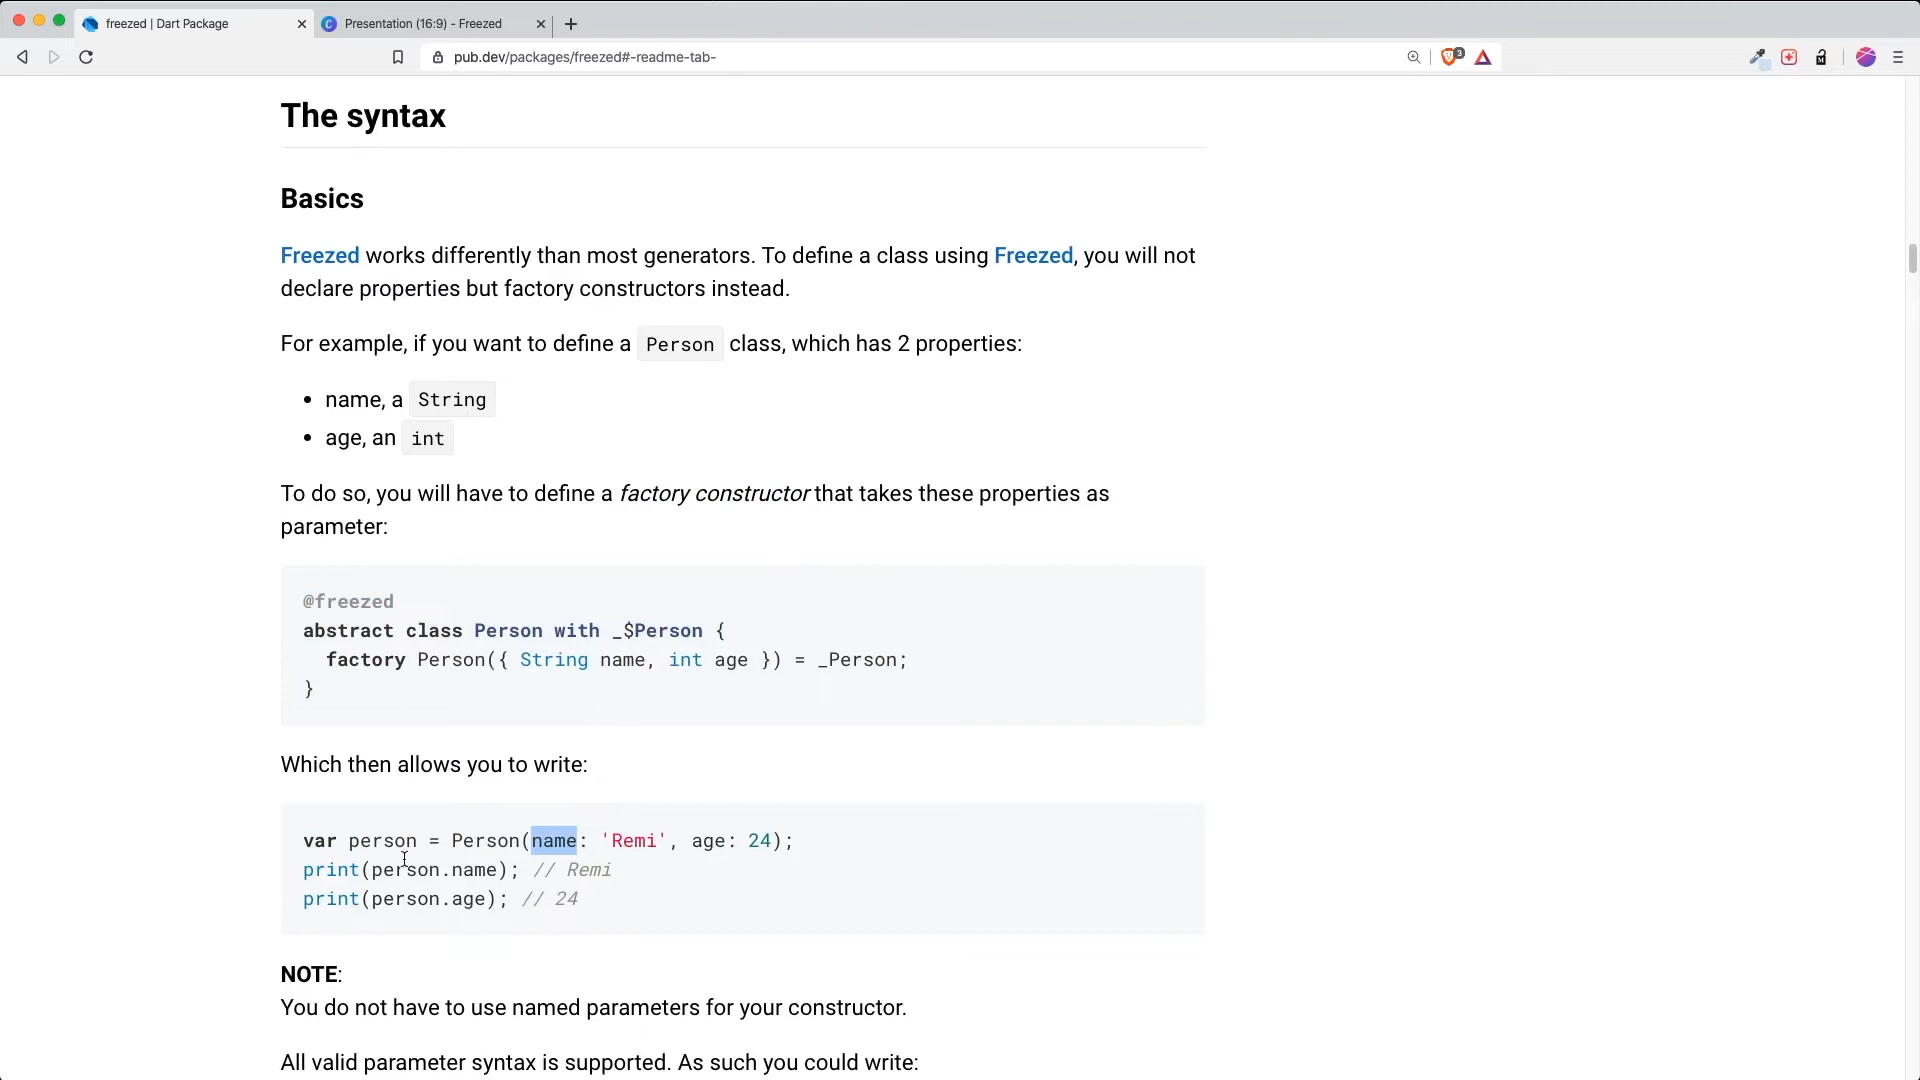 freezed | Dart Package
Presentation (16:9) - Freezed
pub.dev/packages/freezed#-readme-tab-
3
The syntax
Basics
Freezed works differently than most generators. To define a class using Freezed, you will not
declare properties but factory constructors instead.
For example, if you want to define a Person class, which has 2 properties:
• name, a String
• age, an int
To do so, you will have to define a factory constructor that takes these properties as
parameter:
@freezed
abstract class Person with _$Person {
  factory Person({ String name, int age }) = _Person;
}
Which then allows you to write:
var person = Person(name: 'Remi', age: 24);
print(person.name); // Remi
print(person.age); // 24
NOTE:
You do not have to use named parameters for your constructor.
All valid parameter syntax is supported. As such you could write: